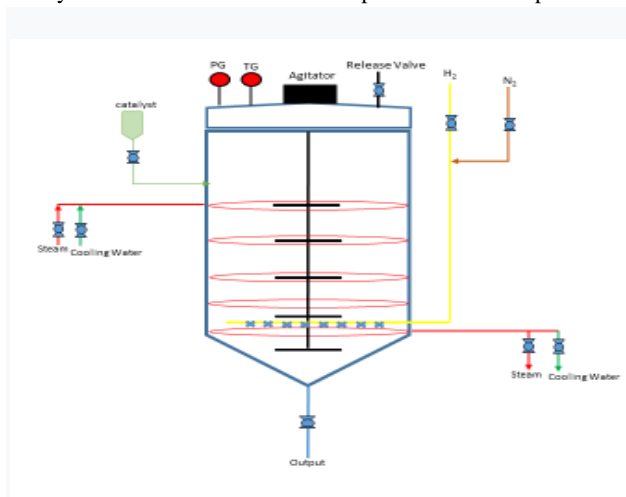 PG
TG
Agitator
Release Valve
H2
N2
catalyst
Steam
Cooling Water
Steam
Cooling Water
Output